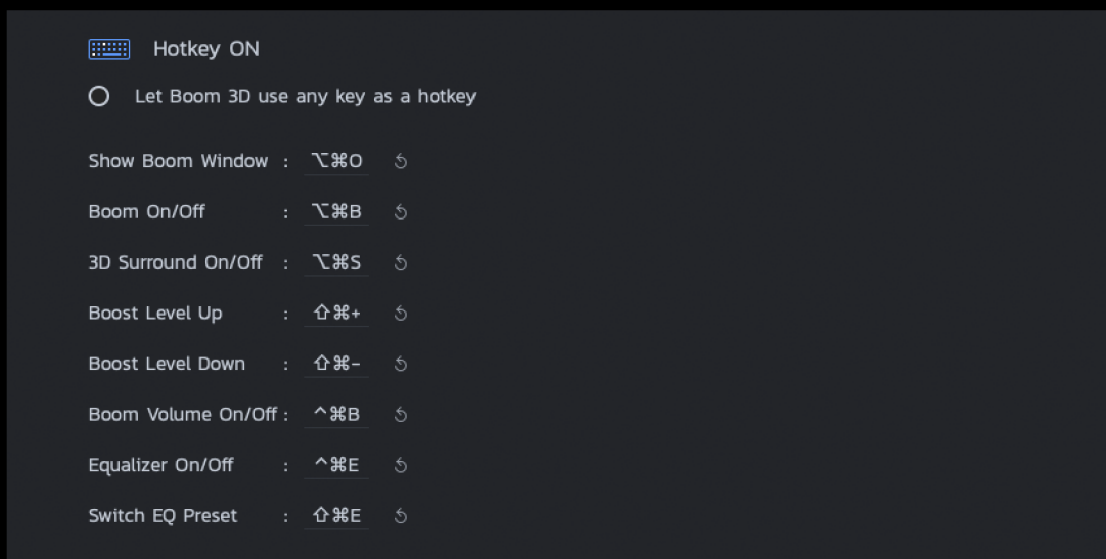 Hotkey ON
Let Boom 3D use any key as a hotkey
Show Boom Window : ⌥⌘O
Boom On/Off : ⌥⌘B
3D Surround On/Off : ⌥⌘S
Boost Level Up : ⇧⌘+
Boost Level Down : ⇧⌘-
Boom Volume On/Off : ^⌘B
Equalizer On/Off : ^⌘E
Switch EQ Preset : ⇧⌘E